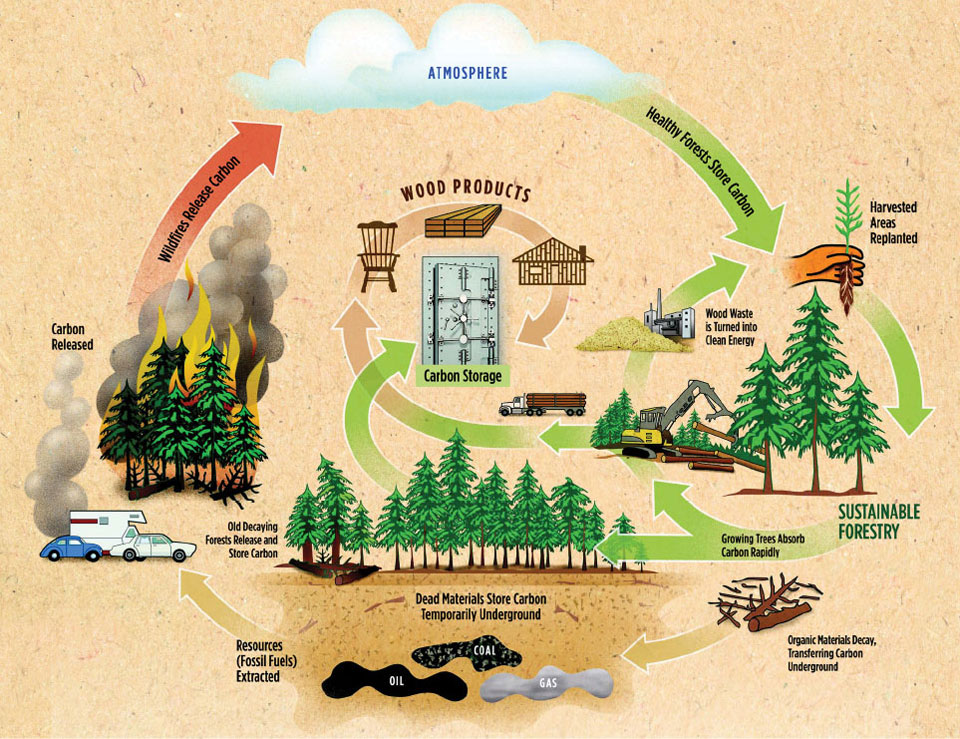 ATMOSPHERE
Healthy Forests Store Carbon
Wildfires Release Carbon
WOOD PRODUCTS
Harvested
Areas
Replanted
Carbon
Released
Wood Waste
is Turned into
Clean Energy
Carbon Storage
SUSTAINABLE
FORESTRY
Old Decaying
Forests Release and
Store Carbon
Growing Trees Absorb
Carbon Rapidly
Dead Materials Store Carbon
Temporarily Underground
Organic Materials Decay,
Transferring Carbon
Underground
Resources
(Fossil Fuels)
Extracted
COAL
OIL
GAS